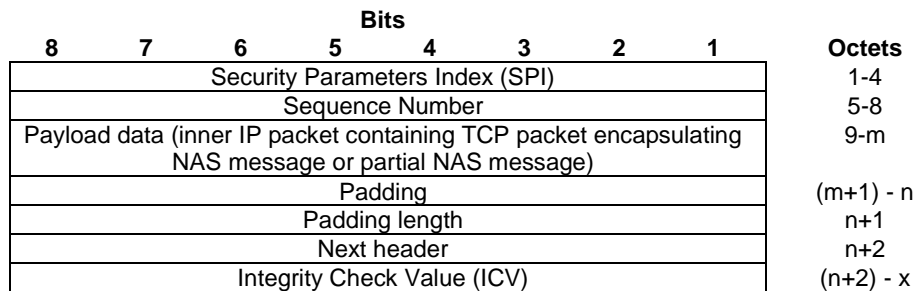 Bits
8 7 6 5 4 3 2 1 Octets
Security Parameters Index (SPI) 1-4
Sequence Number 5-8
Payload data (inner IP packet containing TCP packet encapsulating 9-m
NAS message or partial NAS message)
Padding (m+1) - n
Padding length n+1
Next header n+2
Integrity Check Value (ICV) (n+2) - x